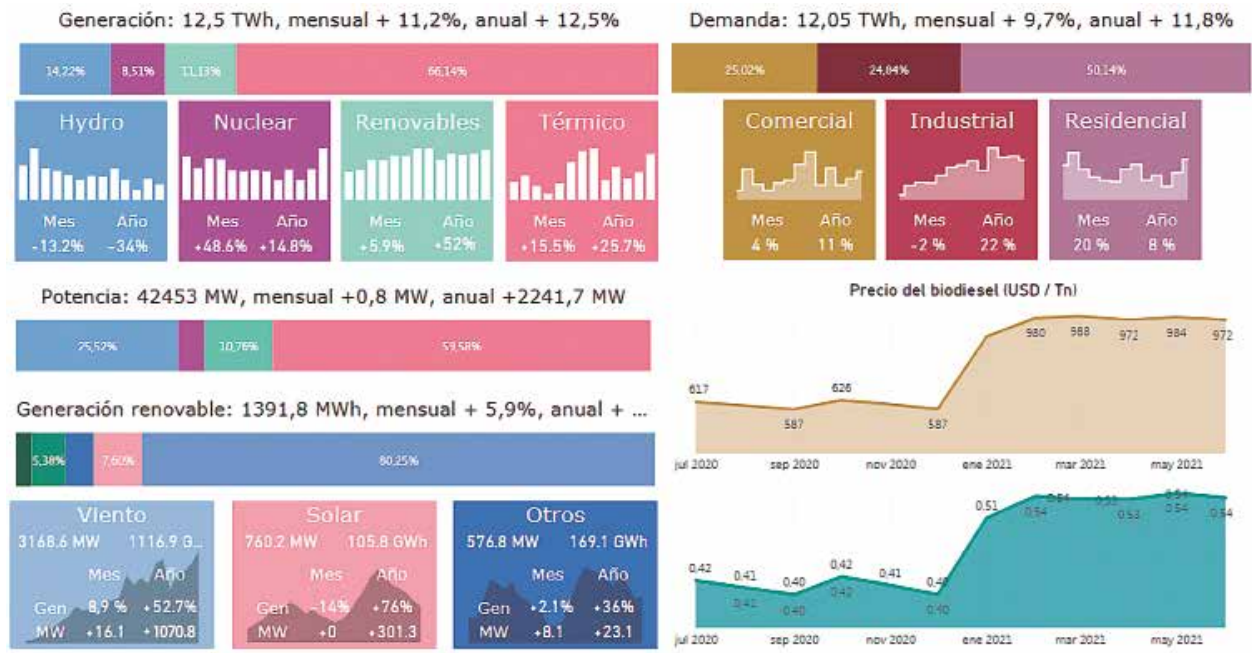 Generación: 12,5 TWh, mensual + 11,2%, anual + 12,5%
14,22% 8,51% 11,13% 66,14%
Hydro Nuclear Renovables Térmico
Mes Año Mes Año Mes Año Mes Año
-13.2% -34% +48.6% +14.8% +5.9% +52% +15.5% +25.7%
Potencia: 42453 MW, mensual +0,8 MW, anual +2241,7 MW
25,52% 10,76% 59,58%
Generación renovable: 1391,8 MWh, mensual + 5,9%, anual + ...
5,38% 7,60% 80,25%
Viento Solar Otros
3168.6 MW 1116.9 G... 760.2 MW 105.8 GWh 576.8 MW 169.1 GWh
Mes Año Mes Año Mes Año
Gen 8,9 % +52.7% Gen -14% +76% Gen +2.1% +36%
MW +16.1 +1070.8 MW +0 +301.3 MW +8.1 +23.1
Demanda: 12,05 TWh, mensual + 9,7%, anual + 11,8%
25,02% 24,84% 50,14%
Comercial Industrial Residencial
Mes Año Mes Año Mes Año
4 % 11 % -2 % 22 % 20 % 8 %
Precio del biodiesel (USD / Tn)
617 587 626 587 980 988 972 984 972
jul 2020 sep 2020 nov 2020 ene 2021 mar 2021 may 2021
0,42 0,41 0,40 0,42 0,41 0,40 0,51 0,54 0,54
0,40 0,40 0,54 0,53 0,54 0,54
jul 2020 sep 2020 nov 2020 ene 2021 mar 2021 may 2021